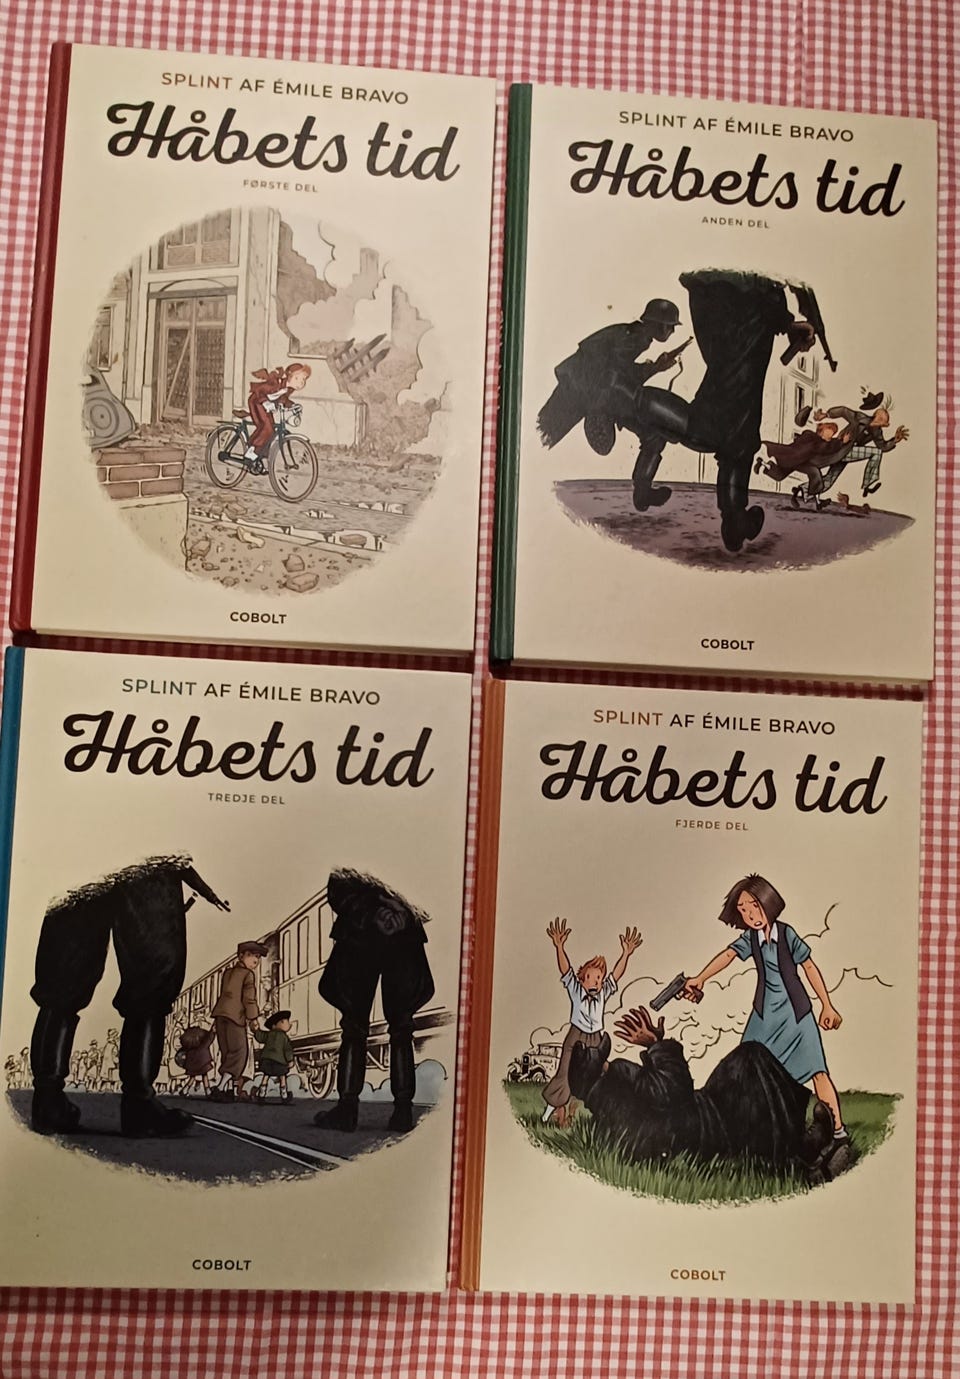 SPLINT AF ÉMILE BRAVO
Håbets tid
FØRSTE DEL
COBOLT
SPLINT AF ÉMILE BRAVO
Håbets tid
ANDEN DEL
COBOLT
SPLINT AF ÉMILE BRAVO
Håbets tid
TREDJE DEL
COBOLT
SPLINT AF ÉMILE BRAVO
Håbets tid
FJERDE DEL
COBOLT